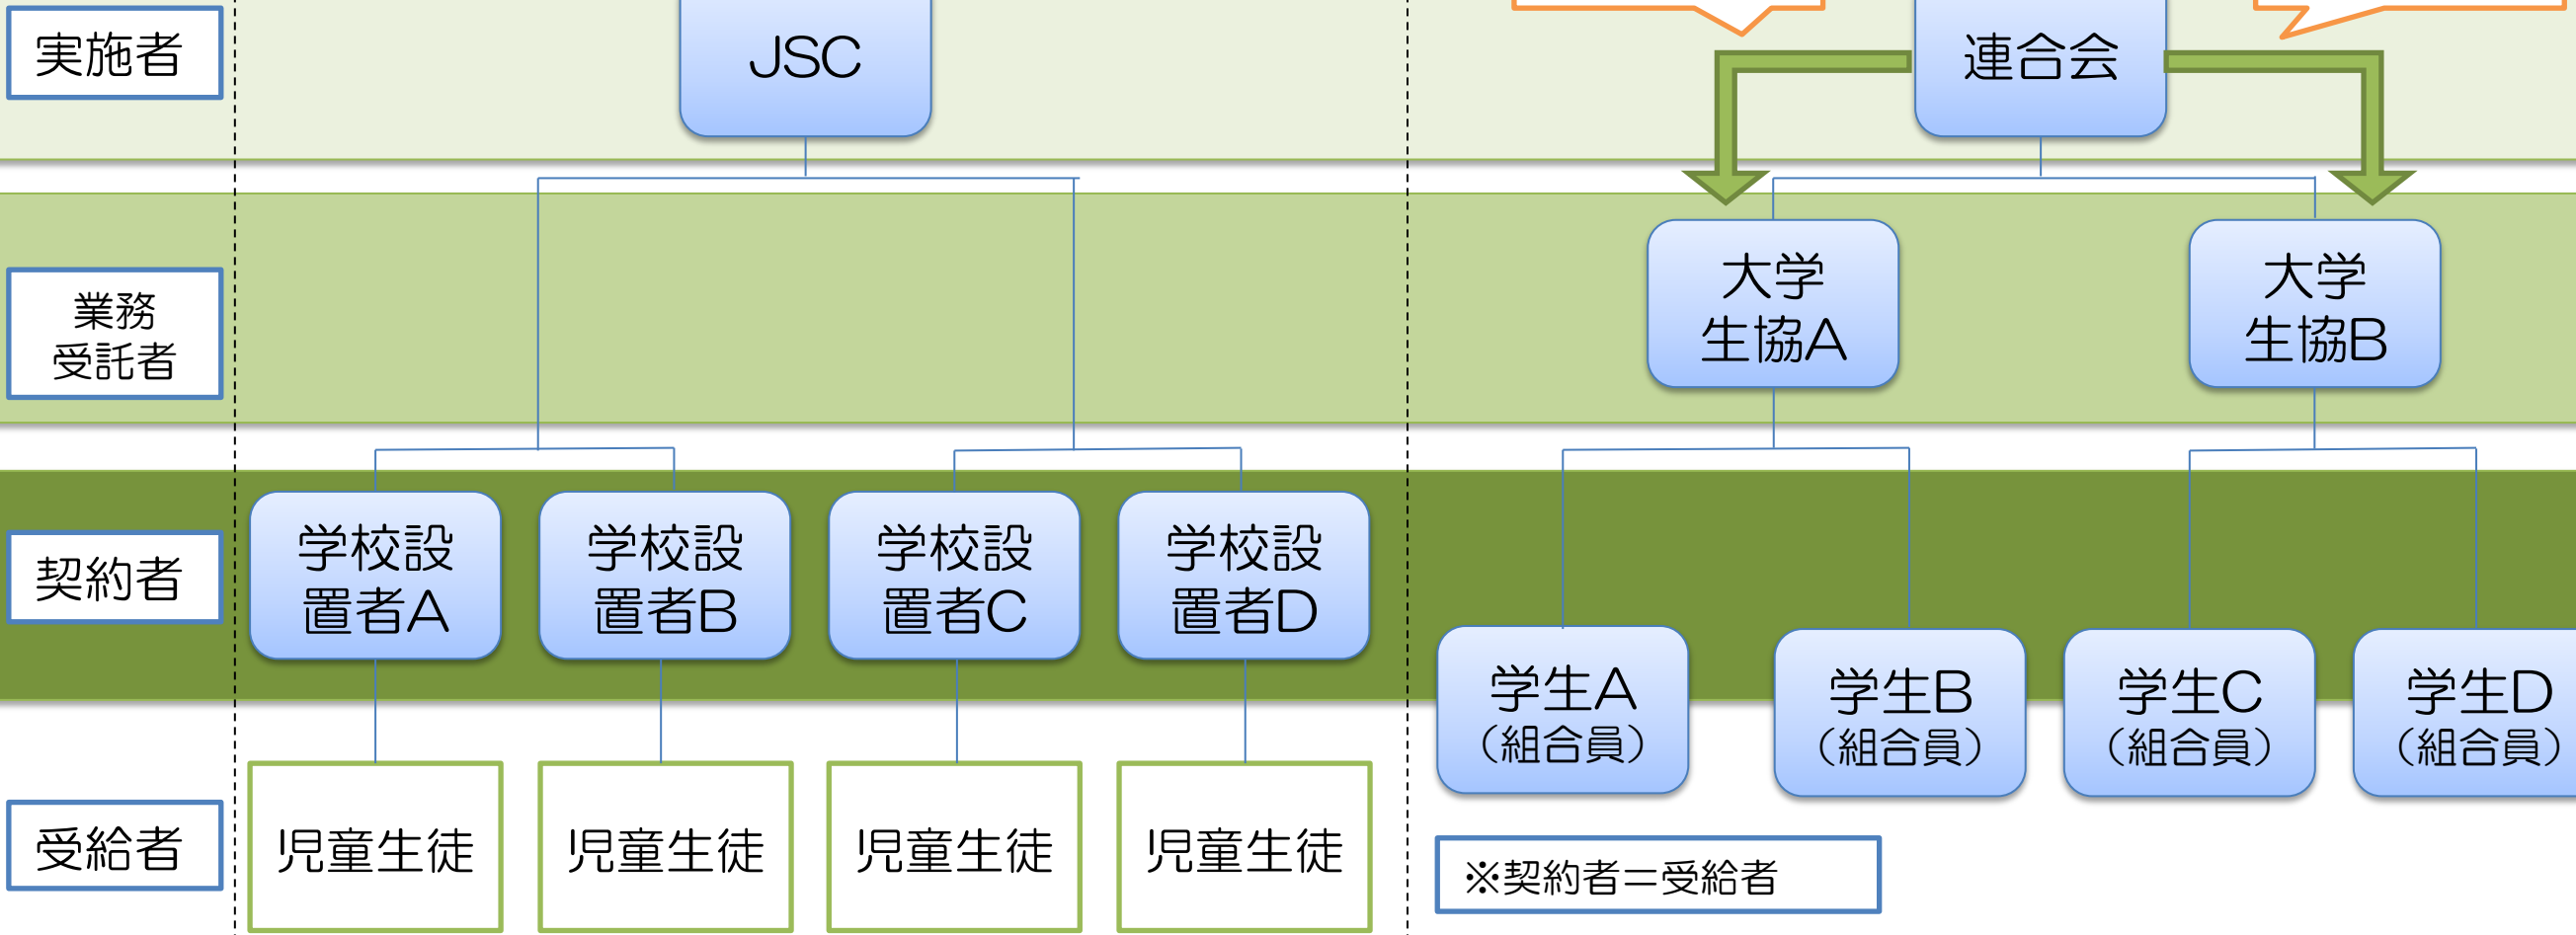 実施者
JSC
連合会
業務
受託者
大学
生協A
大学
生協B
契約者
学校設
置者A
学校設
置者B
学校設
置者C
学校設
置者D
学生A
（組合員）
学生B
（組合員）
学生C
（組合員）
学生D
（組合員）
受給者
児童生徒
児童生徒
児童生徒
児童生徒
※契約者＝受給者